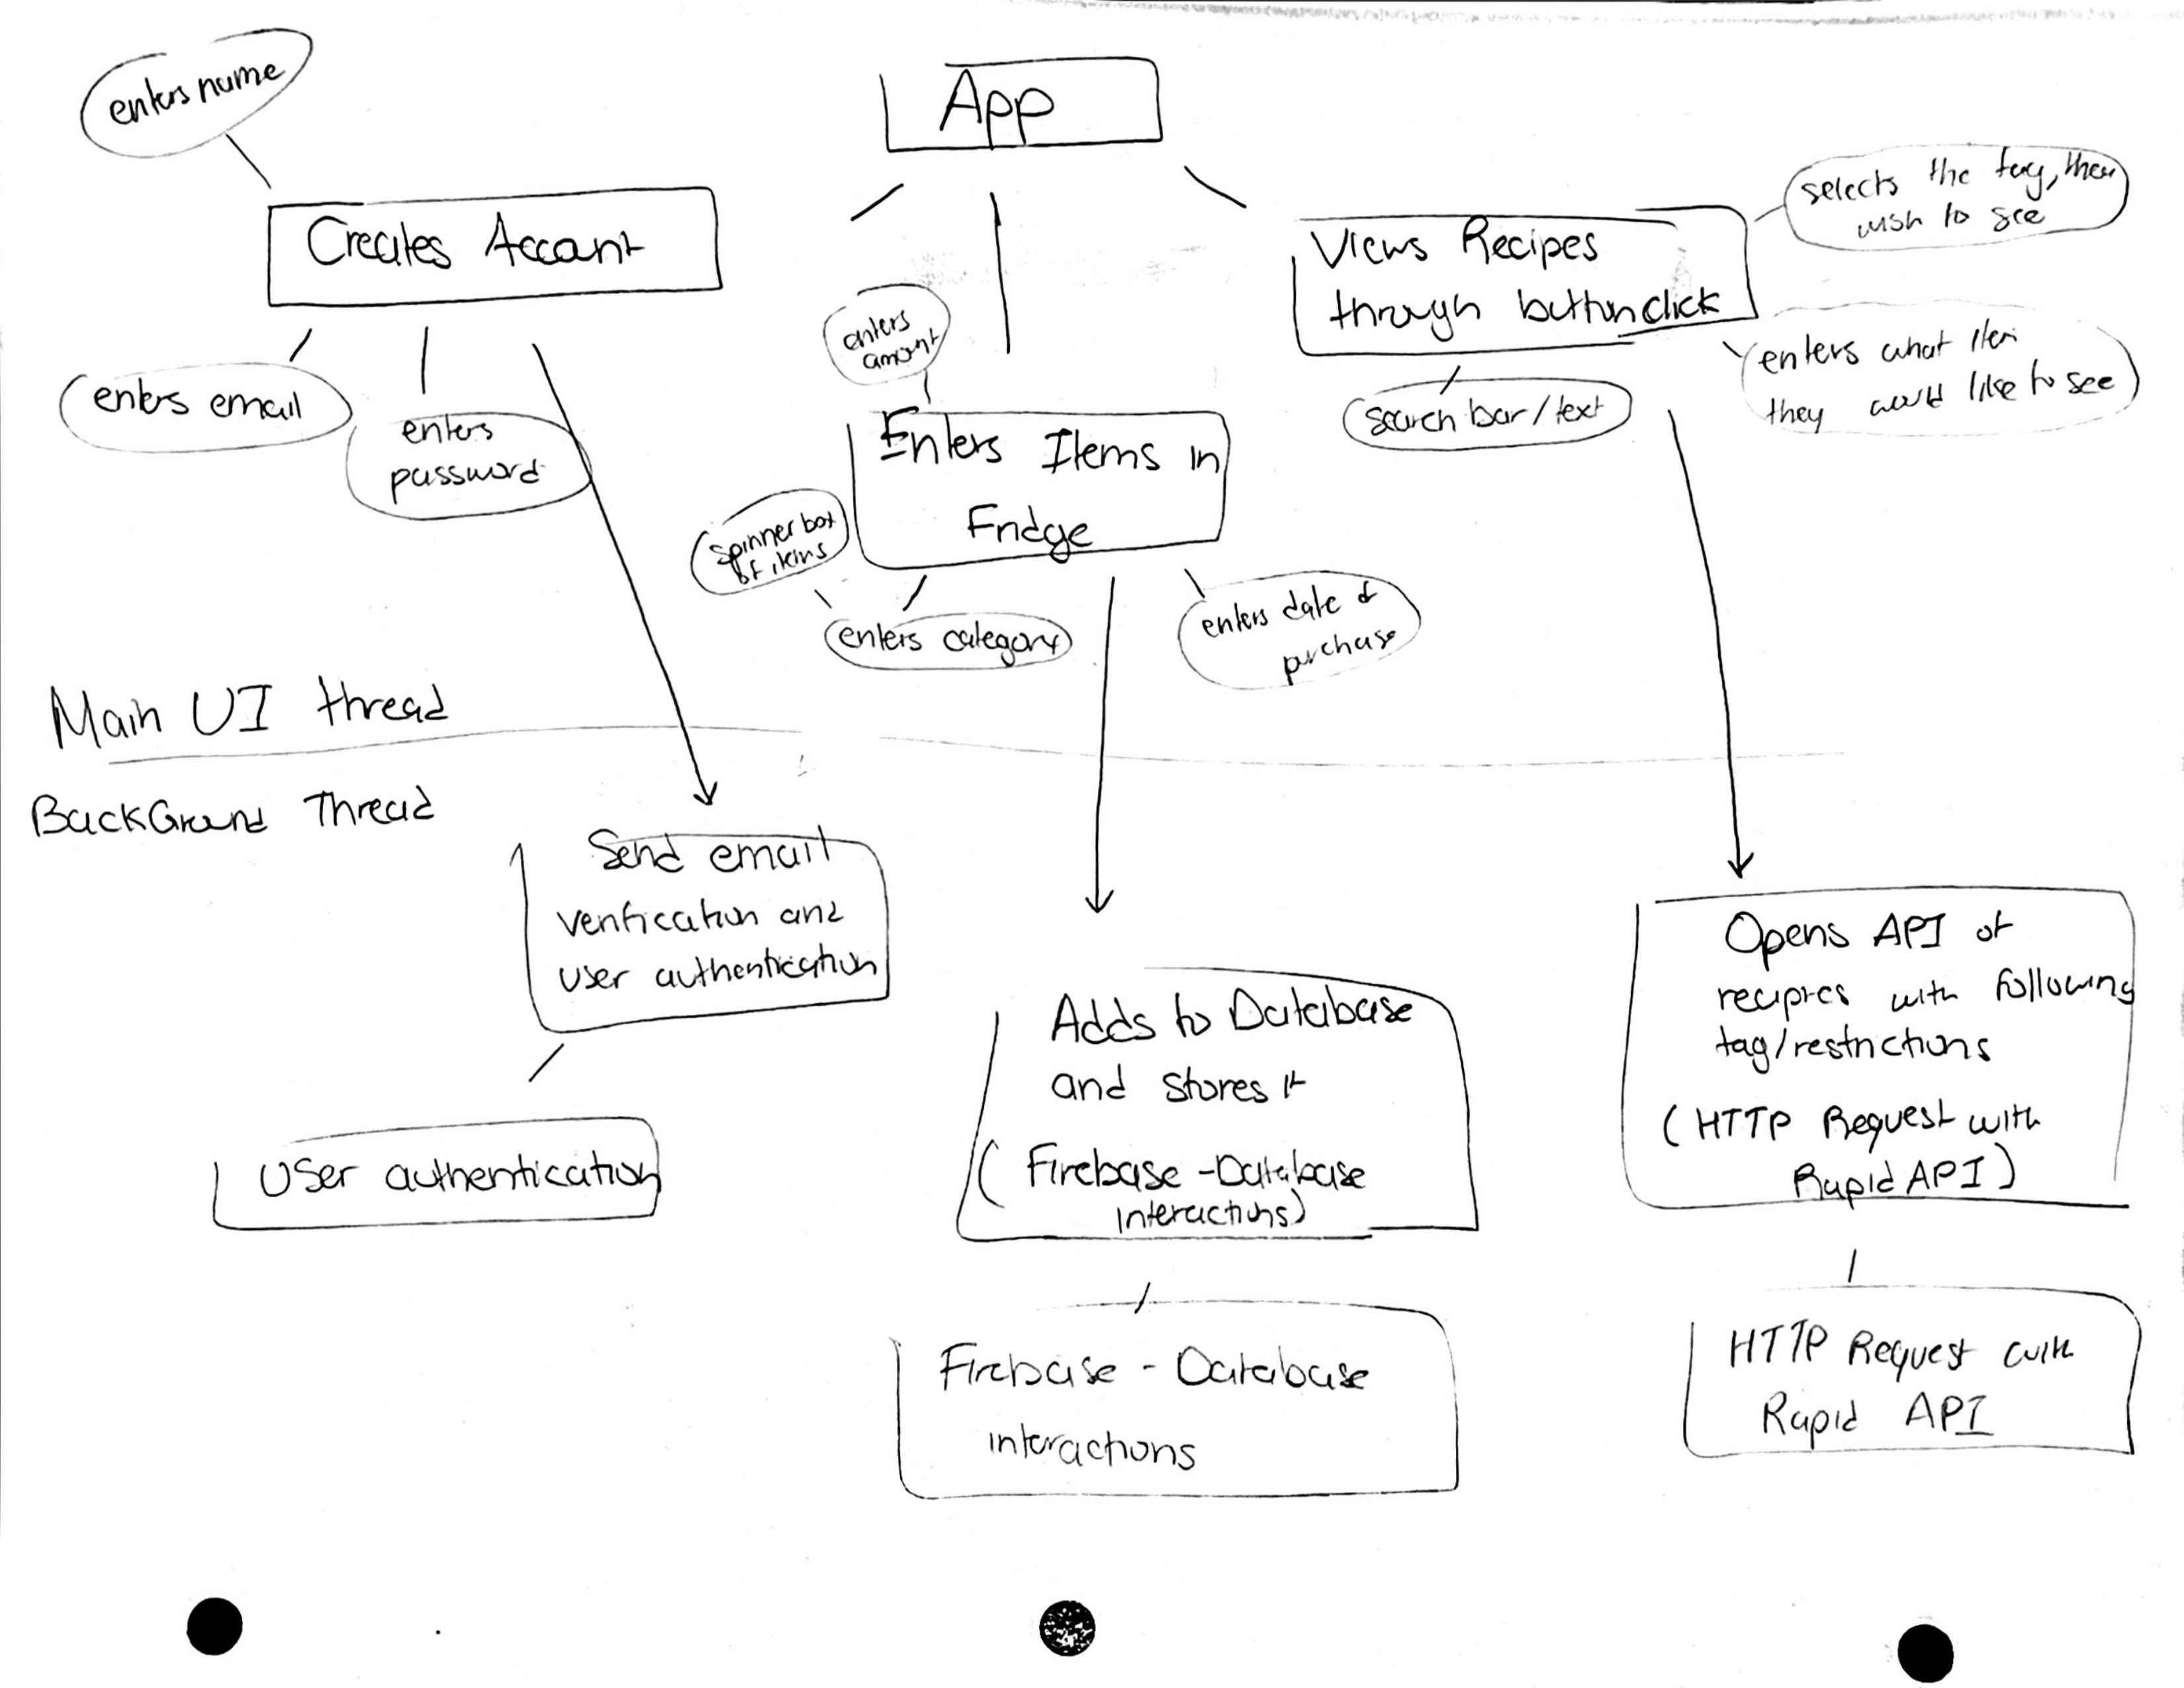 enters name
App
Creates Account
selects the tag, they
wish to see
Views Recipes
through button click
enters
amount
enters what item
they would like to see
enters email
enters
password
search bar/text
Enters Items in
Fridge
spinner box
of items
enters category
enters date of
purchase
Main UI thread
BackGround Thread
Send email
verification and
user authentication
Opens API of
recipres with following
tag/restrictions
(HTTP Request with
Rapid API)
Adds to Database
and stores it
(Firebase - Database
interactions)
User authentication
Firebase - Database
interactions
HTTP Request with
Rapid API